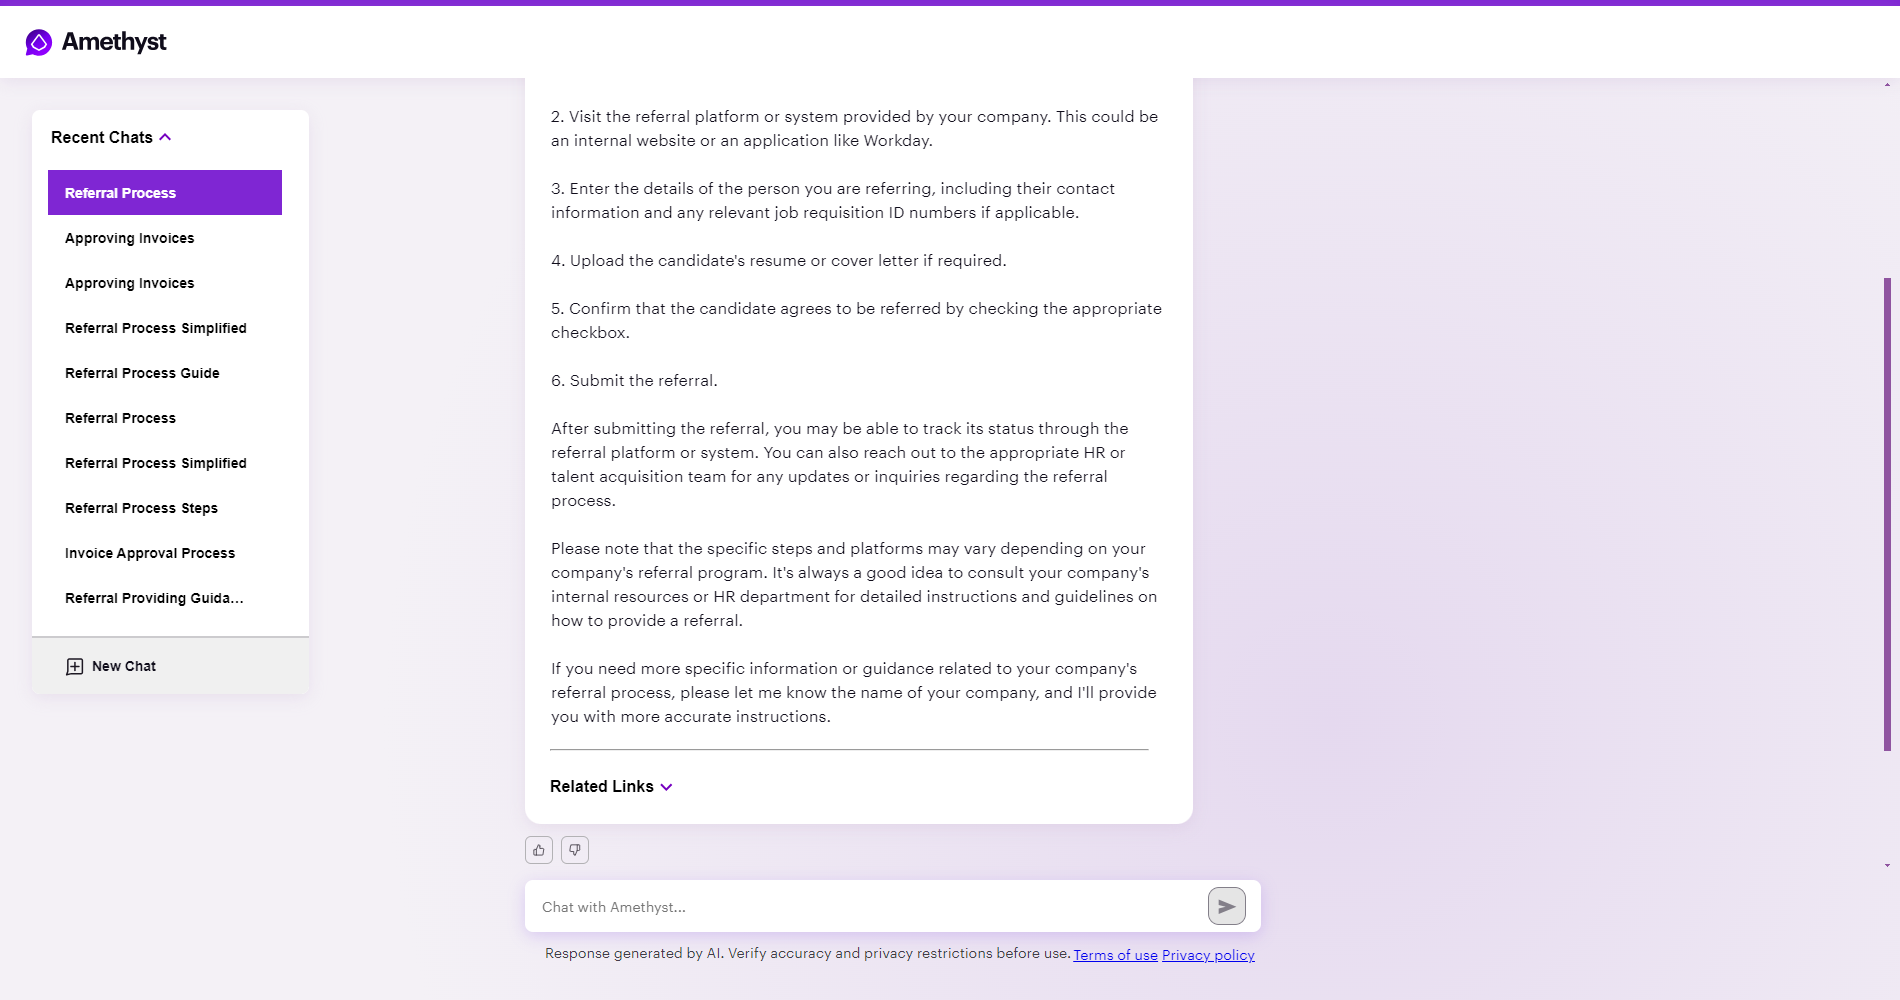 Amethyst
Recent Chats
Referral Process
Approving Invoices
Approving Invoices
Referral Process Simplified
Referral Process Guide
Referral Process
Referral Process Simplified
Referral Process Steps
Invoice Approval Process
Referral Providing Guida...
New Chat
2. Visit the referral platform or system provided by your company. This could be
an internal website or an application like Workday.
3. Enter the details of the person you are referring, including their contact
information and any relevant job requisition ID numbers if applicable.
4. Upload the candidate's resume or cover letter if required.
5. Confirm that the candidate agrees to be referred by checking the appropriate
checkbox.
6. Submit the referral.
After submitting the referral, you may be able to track its status through the
referral platform or system. You can also reach out to the appropriate HR or
talent acquisition team for any updates or inquiries regarding the referral
process.
Please note that the specific steps and platforms may vary depending on your
company's referral program. It's always a good idea to consult your company's
internal resources or HR department for detailed instructions and guidelines on
how to provide a referral.
If you need more specific information or guidance related to your company's
referral process, please let me know the name of your company, and I'll provide
you with more accurate instructions.
Related Links
Chat with Amethyst...
Response generated by AI. Verify accuracy and privacy restrictions before use. Terms of use Privacy policy